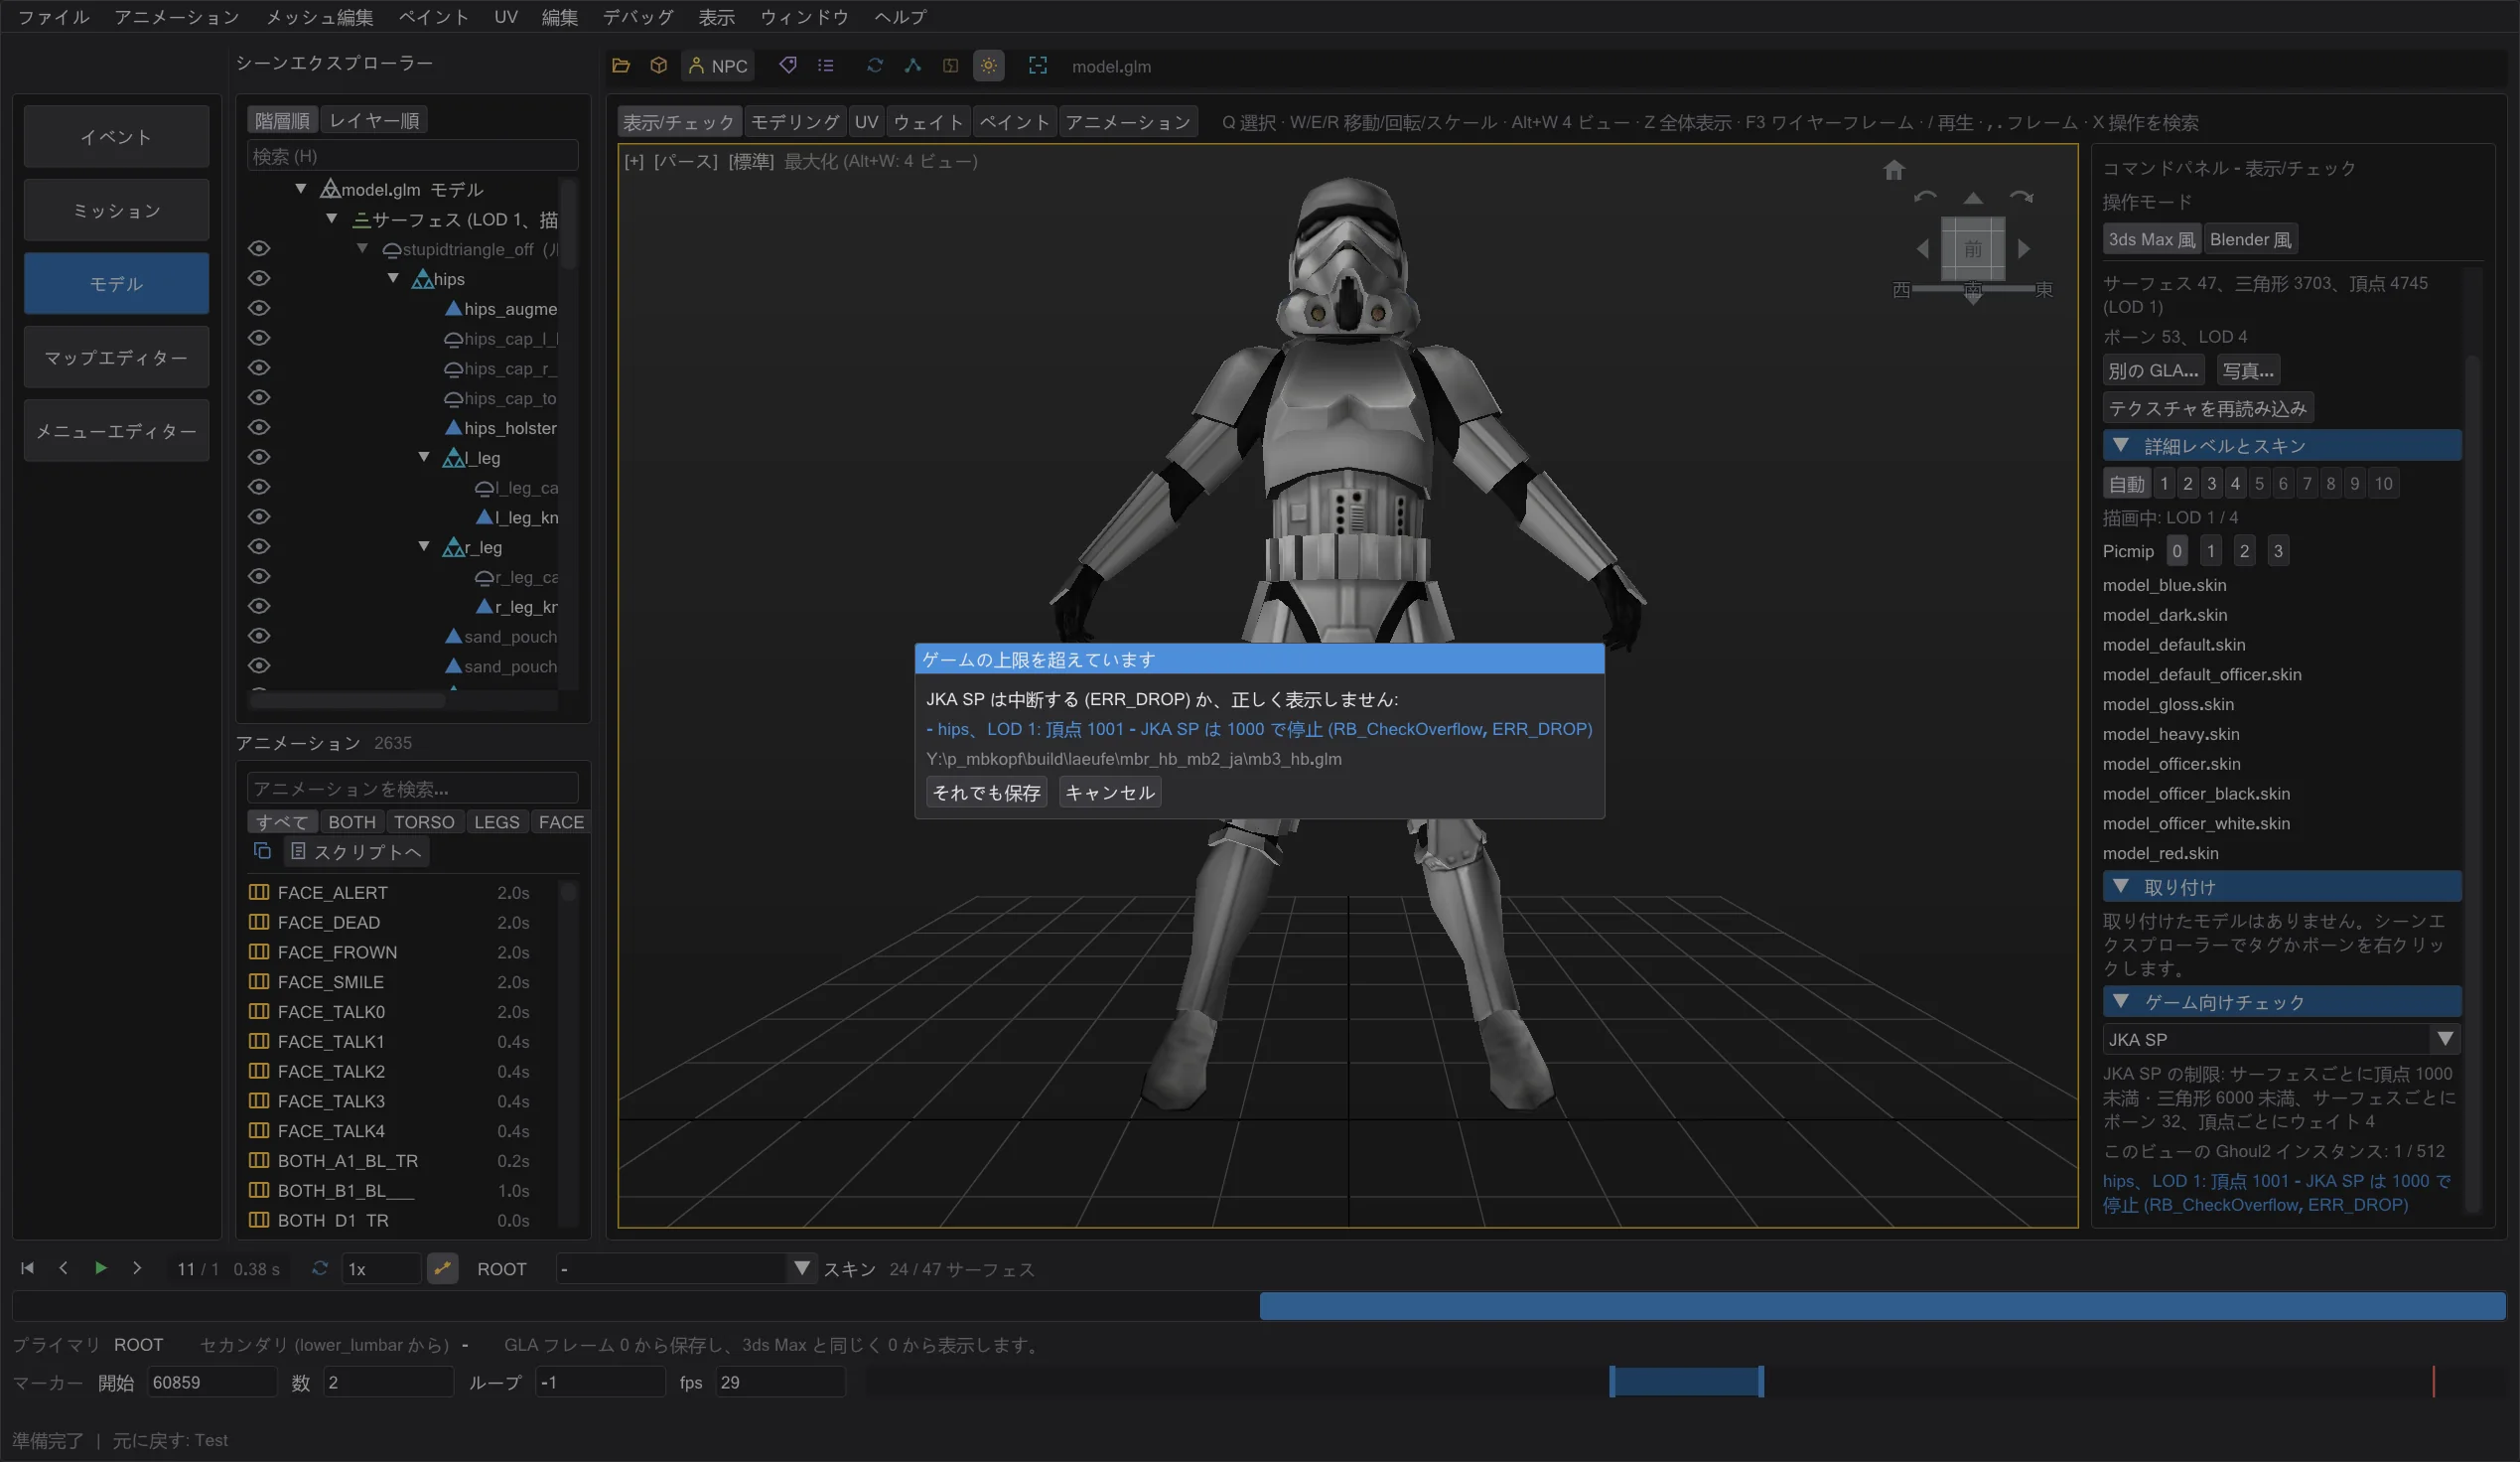 ファイル アニメーション メッシュ編集 ペイント UV 編集 デバッグ 表示 ウィンドウ ヘルプ
シーンエクスプローラー
NPC model.glm
イベント
ミッション
モデル
マップエディター
メニューエディター
階層順 レイヤー順
検索 (H)
model.glm モデル
サーフェス (LOD 1、描
stupidtriangle_off
hips
hips_augme
hips_cap_l_
hips_cap_r_
hips_cap_to
hips_holster
l_leg
l_leg_ca
l_leg_kn
r_leg
r_leg_ca
r_leg_kn
sand_pouch
sand_pouch
アニメーション 2635
アニメーションを検索...
すべて BOTH TORSO LEGS FACE
スクリプトへ
FACE_ALERT 2.0s
FACE_DEAD 2.0s
FACE_FROWN 2.0s
FACE_SMILE 2.0s
FACE_TALK0 2.0s
FACE_TALK1 0.4s
FACE_TALK2 0.4s
FACE_TALK3 0.4s
FACE_TALK4 0.4s
BOTH_A1_BL_TR 0.2s
BOTH_B1_BL___ 1.0s
BOTH_D1_TR 0.0s
表示/チェック モデリング UV ウェイト ペイント アニメーション Q 選択 · W/E/R 移動/回転/スケール · Alt+W 4 ビュー · Z 全体表示 · F3 ワイヤーフレーム · / 再生 · , . フレーム · X 操作を検索
[+] [パース] [標準] 最大化 (Alt+W: 4 ビュー)
前
西 南 東
ゲームの上限を超えています
JKA SP は中断する (ERR_DROP) か、正しく表示しません:
- hips、LOD 1: 頂点 1001 - JKA SP は 1000 で停止 (RB_CheckOverflow, ERR_DROP)
Y:\p_mbkopf\build\laeufe\mbr_hb_mb2_ja\mb3_hb.glm
それでも保存 キャンセル
コマンドパネル - 表示/チェック
操作モード
3ds Max 風 Blender 風
サーフェス 47、三角形 3703、頂点 4745
(LOD 1)
ボーン 53、LOD 4
別の GLA... 写真...
テクスチャを再読み込み
詳細レベルとスキン
自動 1 2 3 4 5 6 7 8 9 10
描画中: LOD 1 / 4
Picmip 0 1 2 3
model_blue.skin
model_dark.skin
model_default.skin
model_default_officer.skin
model_gloss.skin
model_heavy.skin
model_officer.skin
model_officer_black.skin
model_officer_white.skin
model_red.skin
取り付け
取り付けたモデルはありません。シーンエ
クスプローラーでタグかボーンを右クリッ
クします。
ゲーム向けチェック
JKA SP
JKA SP の制限: サーフェスごとに頂点 1000
未満・三角形 6000 未満、サーフェスごとに
ボーン 32、頂点ごとにウェイト 4
このビューの Ghoul2 インスタンス: 1 / 512
hips、LOD 1: 頂点 1001 - JKA SP は 1000 で
停止 (RB_CheckOverflow, ERR_DROP)
11 / 1 0.38 s 1x ROOT - スキン 24 / 47 サーフェス
プライマリ ROOT セカンダリ (lower_lumbar から) - GLA フレーム 0 から保存し、3ds Max と同じく 0 から表示します。
マーカー 開始 60859 数 2 ループ -1 fps 29
準備完了 | 元に戻す: Test